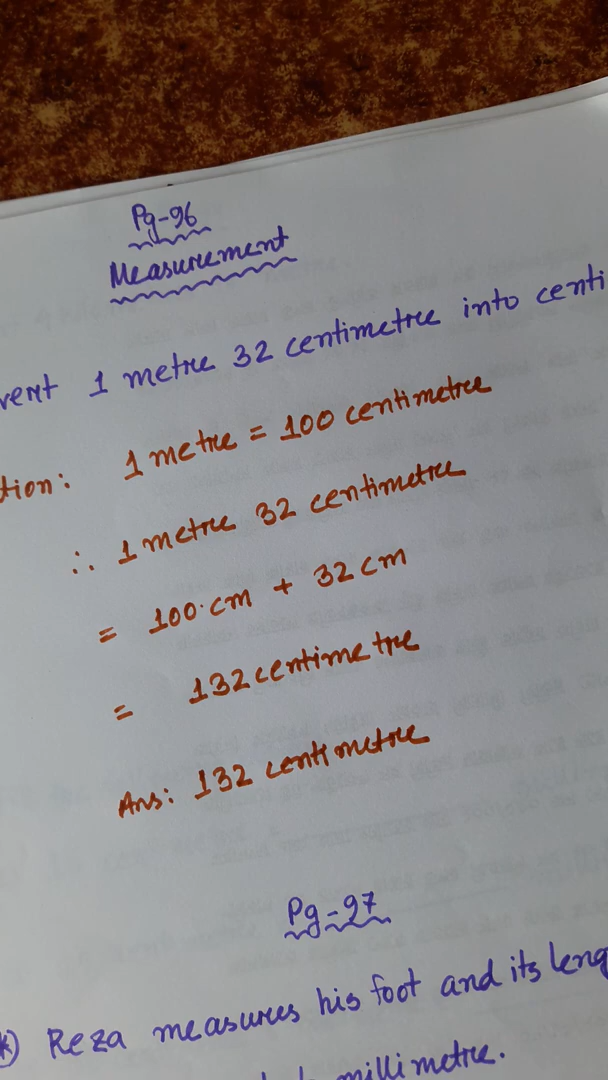 Pg-96
Measurement
vert 1 metre 32 centimetre into centi
tion: 1 metre = 100 centimetre
∴ 1 metre 32 centimetre
= 100 cm + 32 cm
= 132 centimetre
Ans: 132 centimetre
Pg-97
Reza measures his foot and its leng
millimetre.